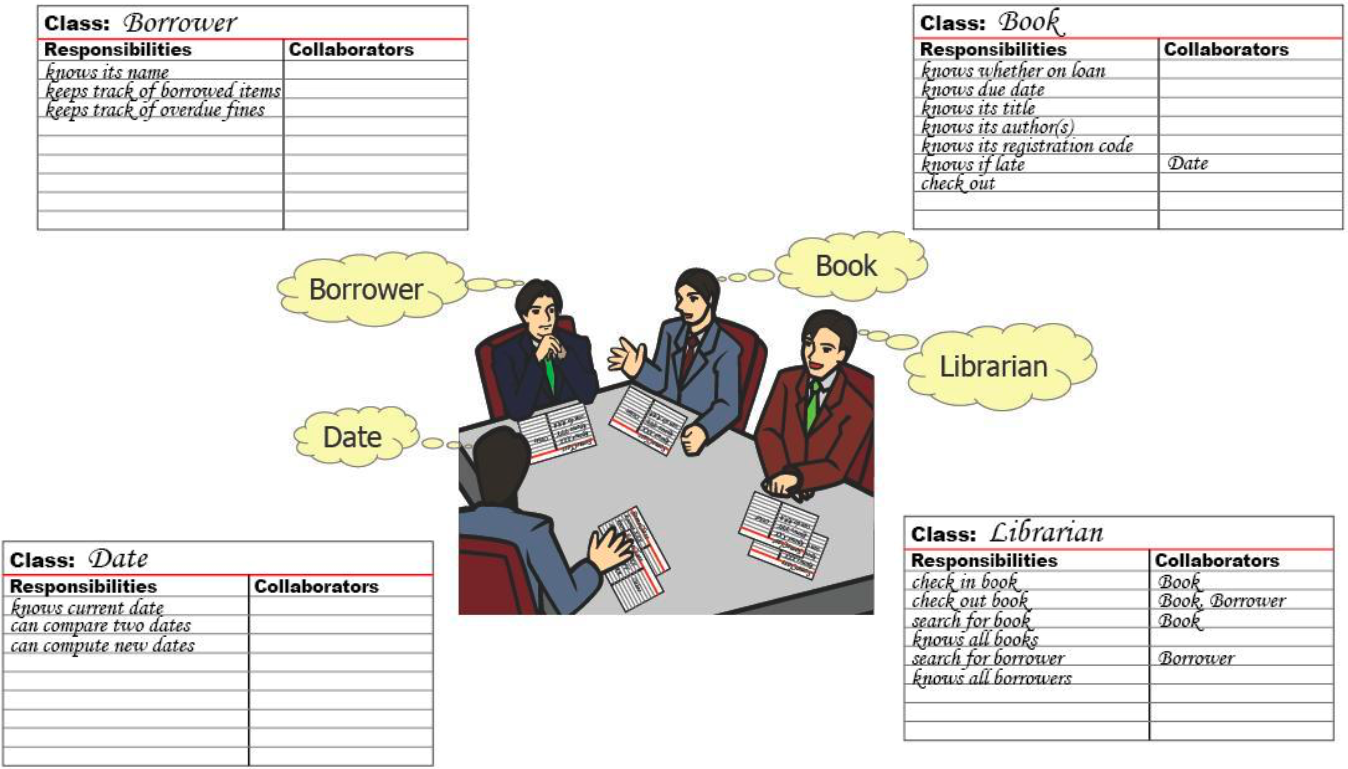 Class: Borrower
Responsibilities Collaborators
knows its name
keeps track of borrowed items
keeps track of overdue fines
Class: Book
Responsibilities Collaborators
knows whether on loan
knows due date
knows its title
knows its author(s)
knows its registration code
knows if late Date
check out
Borrower
Book
Librarian
Date
Class: Date
Responsibilities Collaborators
knows current date
can compare two dates
can compute new dates
Class: Librarian
Responsibilities Collaborators
check in book Book
check out book Book, Borrower
search for book Book
knows all books
search for borrower Borrower
knows all borrowers